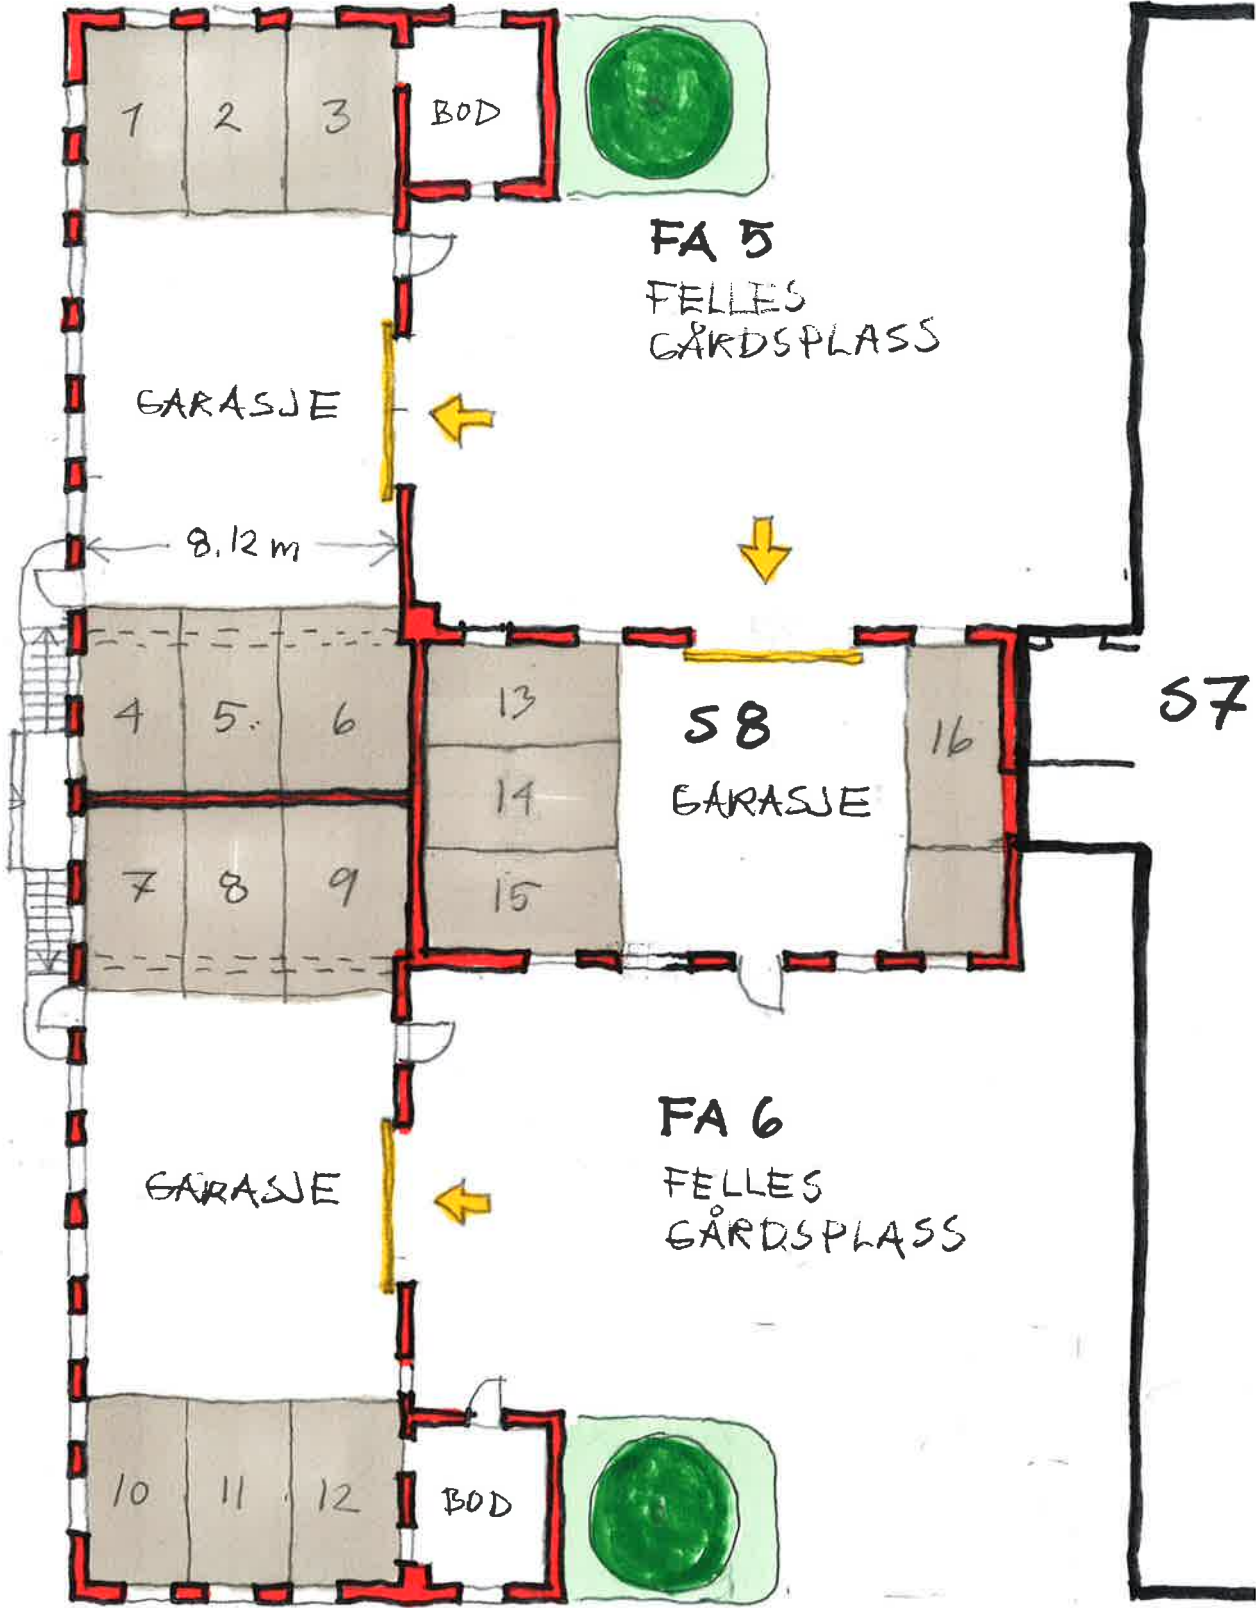 1 2 3 BOD
FA 5
FELLES
GÅRDSPLASS
GARASJE
8.12 m
4 5. 6
13
14
15
S8
GARASJE
16
S7
7 8 9
FA 6
FELLES
GÅRDSPLASS
GARASJE
10 11 12 BOD